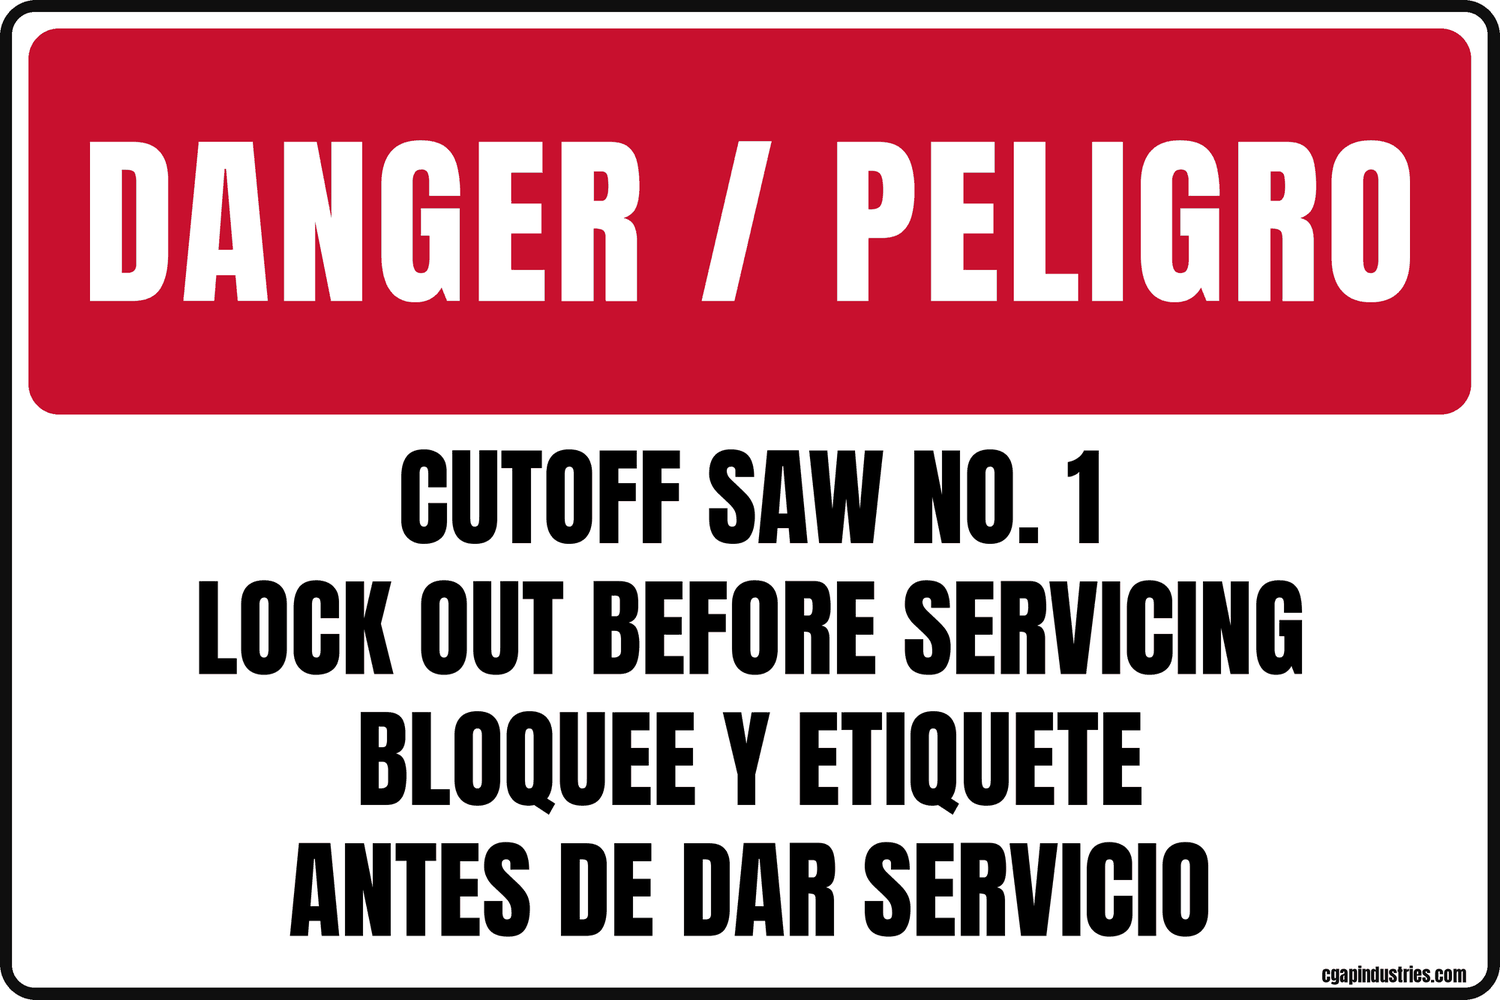 DANGER / PELIGRO
CUTOFF SAW NO. 1
LOCK OUT BEFORE SERVICING
BLOQUEE Y ETIQUETE
ANTES DE DAR SERVICIO
cgapindustries.com